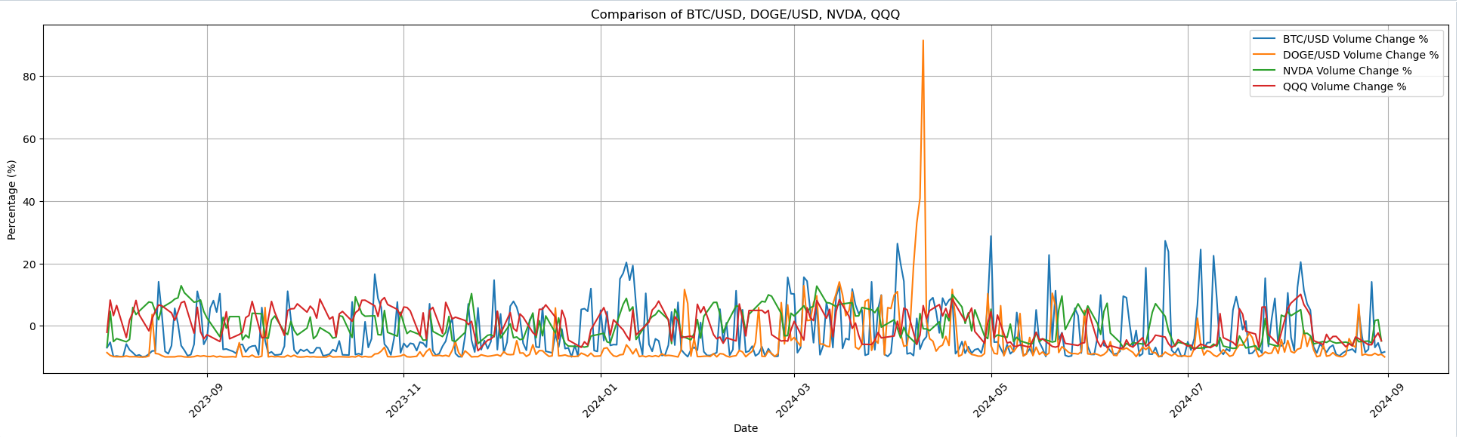 Comparison of BTC/USD, DOGE/USD, NVDA, QQQ
BTC/USD Volume Change %
DOGE/USD Volume Change %
NVDA Volume Change %
QQQ Volume Change %
Percentage (%)
80
60
40
20
0
2023-09
2023-11
2024-01
2024-03
2024-05
2024-07
2024-09
Date